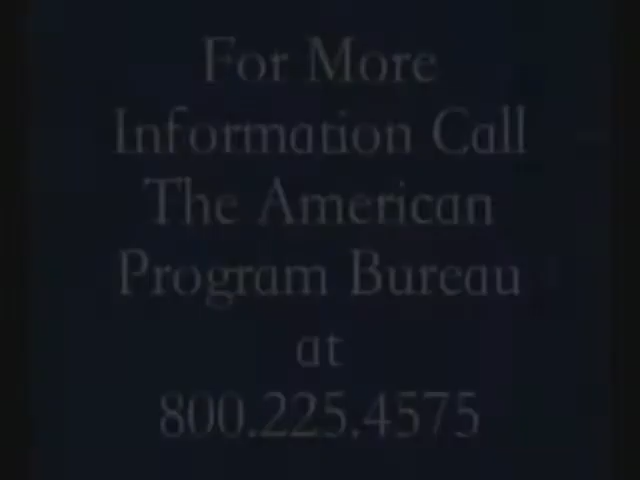 For More
Information Call
The American
Program Bureau
at
800.225.4575